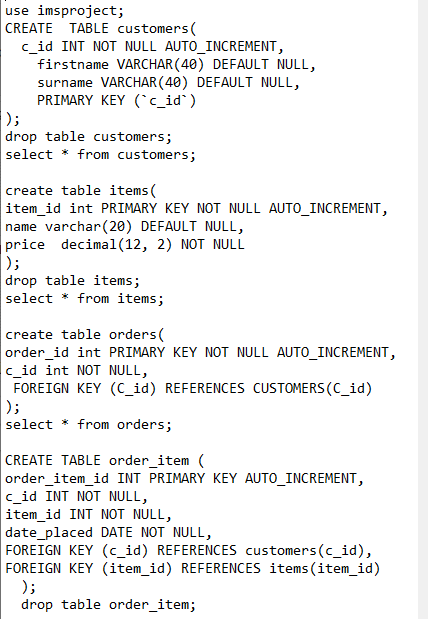 use imsproject;
CREATE  TABLE customers(
  c_id INT NOT NULL AUTO_INCREMENT,
    firstname VARCHAR(40) DEFAULT NULL,
    surname VARCHAR(40) DEFAULT NULL,
    PRIMARY KEY (`c_id`)
);
drop table customers;
select * from customers;

create table items(
item_id int PRIMARY KEY NOT NULL AUTO_INCREMENT,
name varchar(20) DEFAULT NULL,
price  decimal(12, 2) NOT NULL
);
drop table items;
select * from items;

create table orders(
order_id int PRIMARY KEY NOT NULL AUTO_INCREMENT,
c_id int NOT NULL,
 FOREIGN KEY (C_id) REFERENCES CUSTOMERS(C_id)
);
select * from orders;

CREATE TABLE order_item (
order_item_id INT PRIMARY KEY AUTO_INCREMENT,
c_id INT NOT NULL,
item_id INT NOT NULL,
date_placed DATE NOT NULL,
FOREIGN KEY (c_id) REFERENCES customers(c_id),
FOREIGN KEY (item_id) REFERENCES items(item_id)
  );
  drop table order_item;